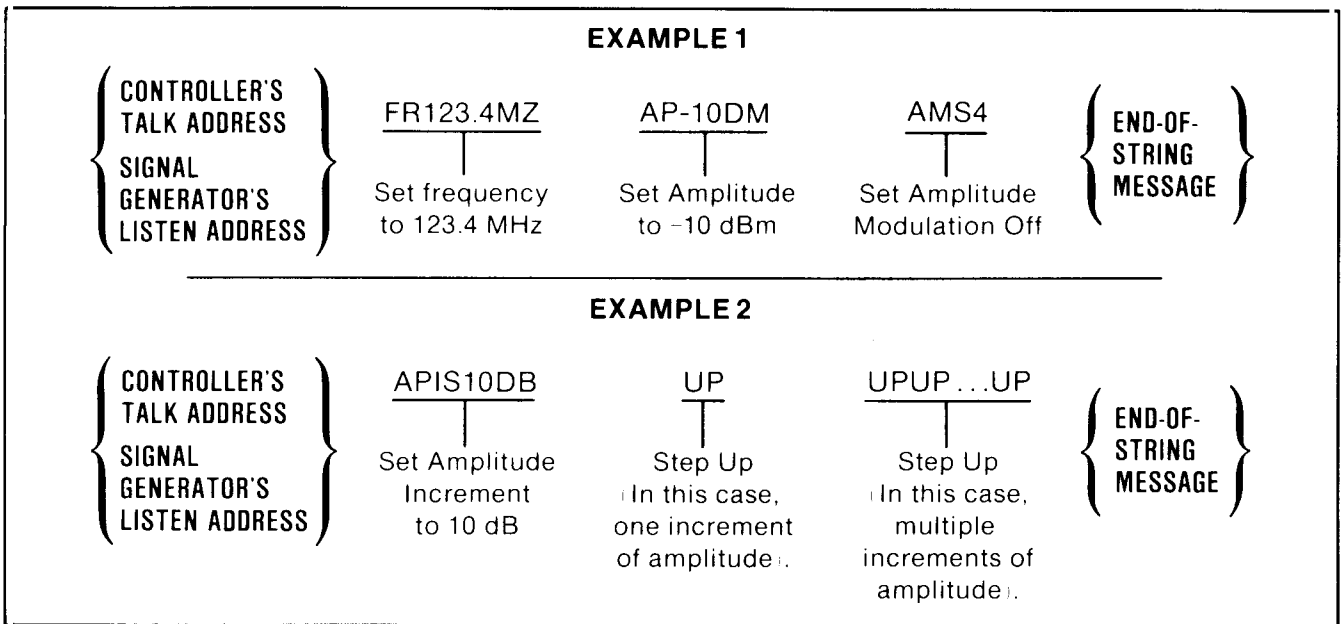 EXAMPLE 1
CONTROLLER'S
TALK ADDRESS
SIGNAL
GENERATOR'S
LISTEN ADDRESS
FR123.4MZ
Set frequency
to 123.4 MHz
AP-10DM
Set Amplitude
to -10 dBm
AMS4
Set Amplitude
Modulation Off
END-OF-
STRING
MESSAGE
EXAMPLE 2
CONTROLLER'S
TALK ADDRESS
SIGNAL
GENERATOR'S
LISTEN ADDRESS
APIS10DB
Set Amplitude
Increment
to 10 dB
UP
Step Up
(In this case,
one increment
of amplitude).
UPUP...UP
Step Up
(In this case,
multiple
increments of
amplitude).
END-OF-
STRING
MESSAGE